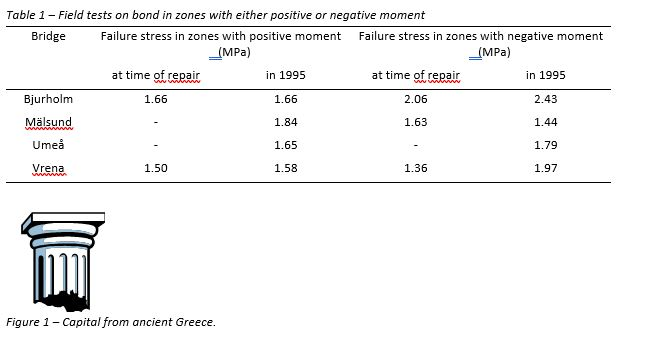 Table 1 – Field tests on bond in zones with either positive or negative moment
Bridge Failure stress in zones with positive moment Failure stress in zones with negative moment
(MPa) (MPa)
at time of repair in 1995 at time of repair in 1995
Bjurholm 1.66 1.66 2.06 2.43
Mälsund - 1.84 1.63 1.44
Umeå - 1.65 - 1.79
Vrena 1.50 1.58 1.36 1.97
Figure 1 – Capital from ancient Greece.